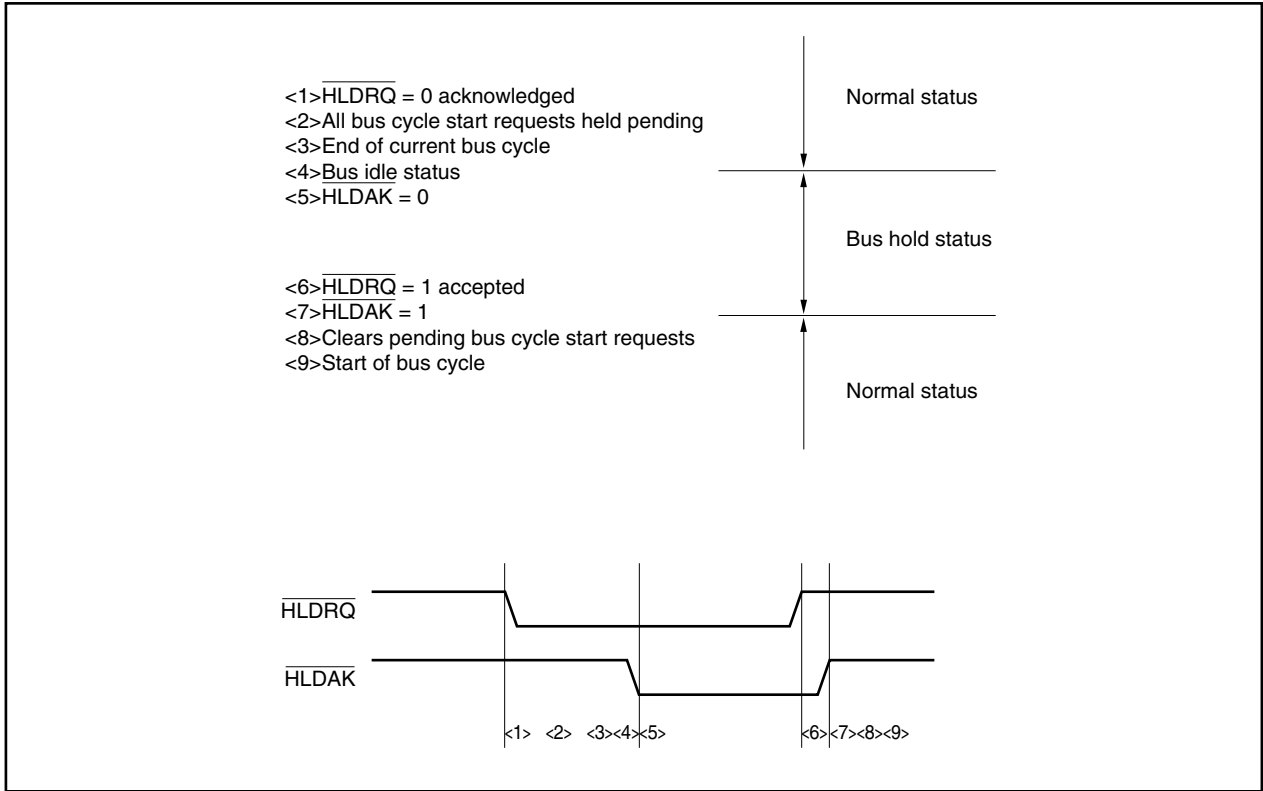 <1>HLDRQ = 0 acknowledged
<2>All bus cycle start requests held pending
<3>End of current bus cycle
<4>Bus idle status
<5>HLDAK = 0
<6>HLDRQ = 1 accepted
<7>HLDAK = 1
<8>Clears pending bus cycle start requests
<9>Start of bus cycle
Normal status
Bus hold status
Normal status
HLDRQ
HLDAK
<1> <2> <3><4><5> <6><7><8><9>